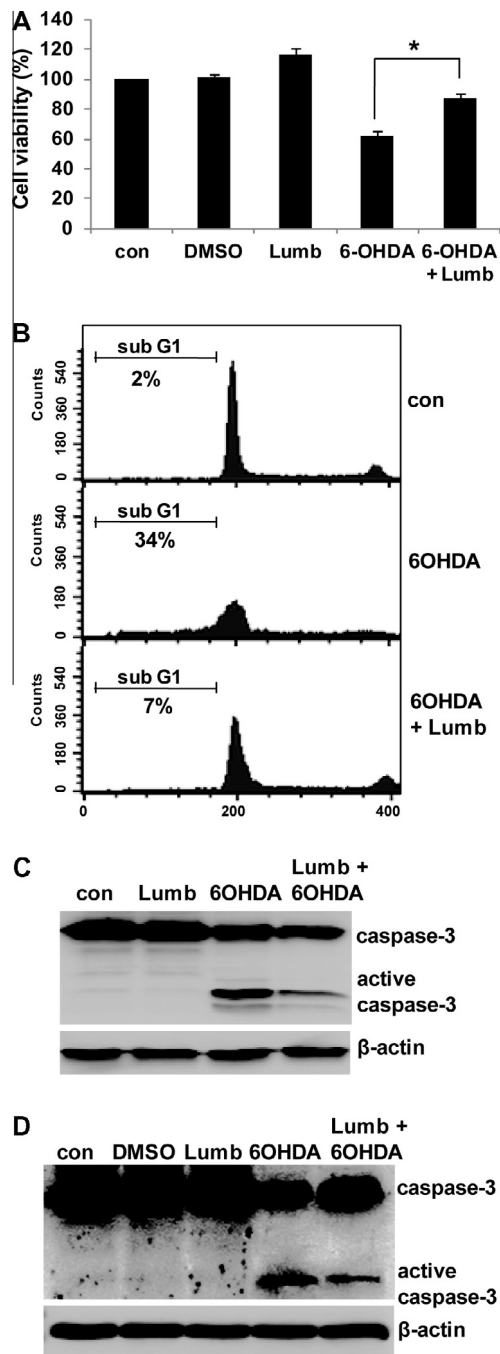 A
Cell viability (%)
140
120
100
80
60
40
20
0
*
con DMSO Lumb 6-OHDA 6-OHDA
+ Lumb
B
Counts
540
360
180
0
sub G1
2%
con
Counts
540
360
180
0
sub G1
34%
6OHDA
Counts
540
360
180
0
sub G1
7%
6OHDA
+ Lumb
0 200 400
C
Lumb +
con Lumb 6OHDA 6OHDA
caspase-3
active
caspase-3
β-actin
D
Lumb +
con DMSO Lumb 6OHDA 6OHDA
caspase-3
active
caspase-3
β-actin